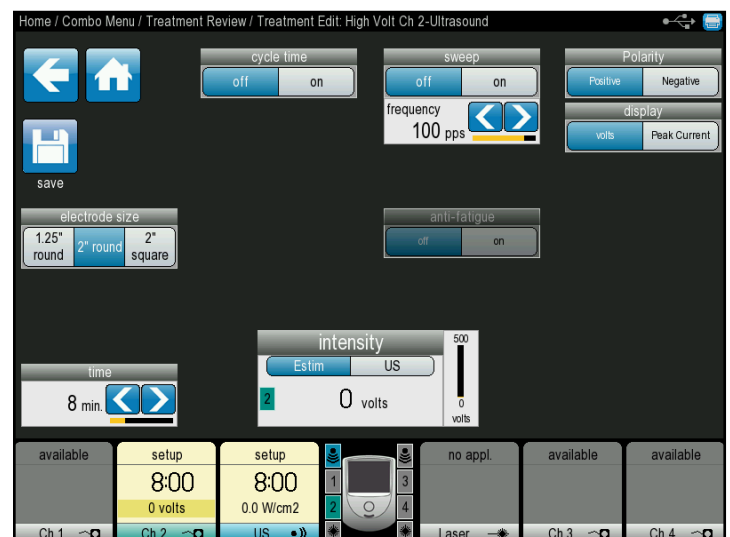 Home / Combo Menu / Treatment Review / Treatment Edit: High Volt Ch 2-Ultrasound
cycle time
off on
sweep
off on
frequency
100 pps
Polarity
Positive Negative
display
volts Peak Current
save
electrode size
1.25" round
2" round
2" square
anti-fatigue
off on
time
8 min.
intensity
Estim US
2 0 volts
500
0
volts
available
Ch 1
setup
8:00
0 volts
Ch 2
setup
8:00
0.0 W/cm2
US
1
2
3
4
no appl.
Laser
available
Ch 3
available
Ch 4